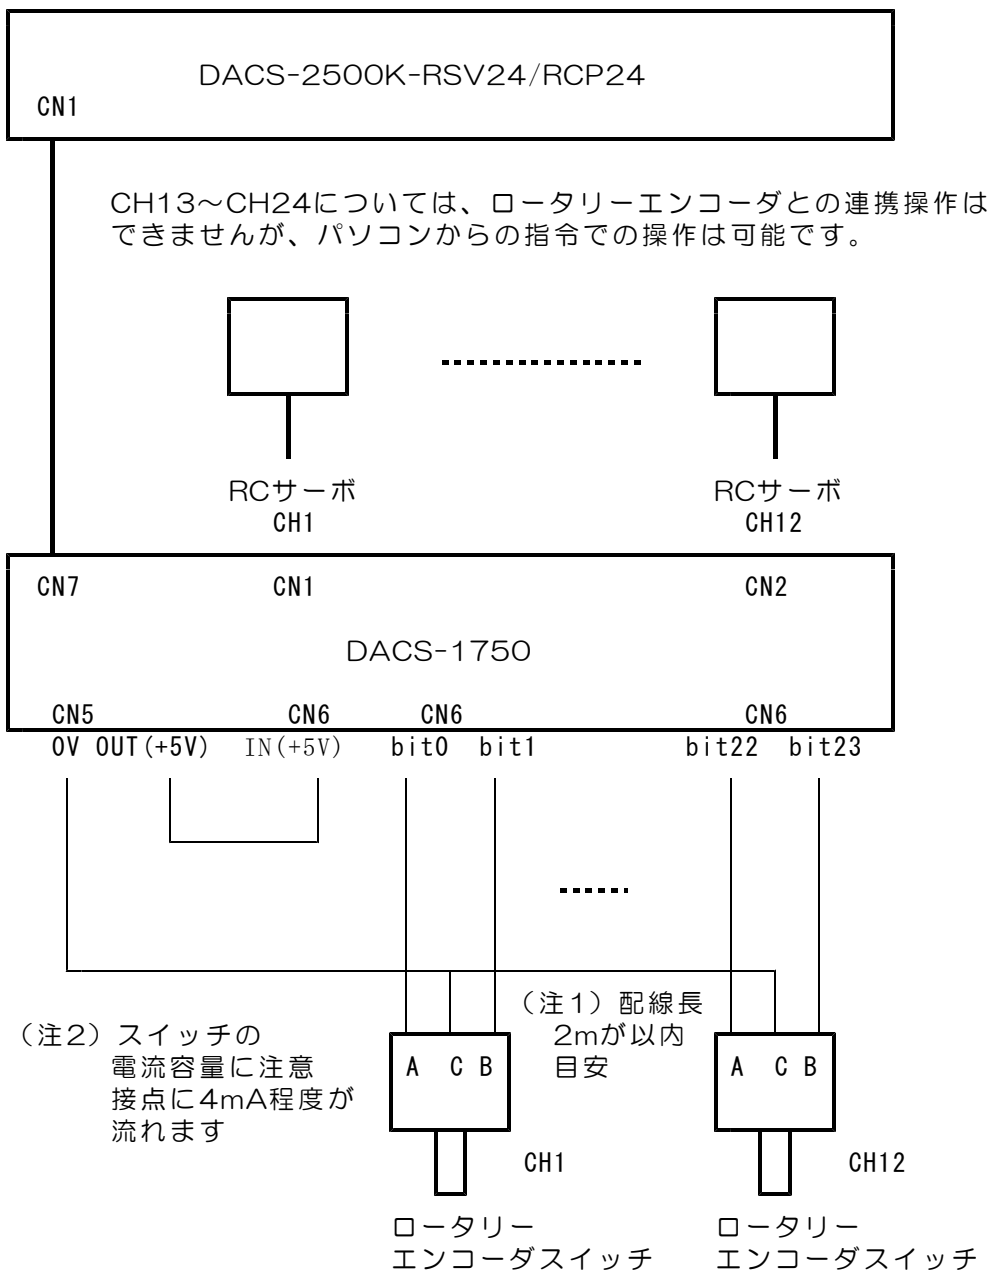 DACS-2500K-RSV24/RCP24
CN1
CH13～CH24については、ロータリーエンコーダとの連携操作は
できませんが、パソコンからの指令での操作は可能です。
RCサーボ
CH1
RCサーボ
CH12
CN7 CN1 CN2
DACS-1750
CN5 CN6 CN6 CN6
0V OUT(+5V) IN(+5V) bit0 bit1 bit22 bit23
（注1）配線長
2mが以内
目安
（注2）スイッチの
電流容量に注意
接点に4mA程度が
流れます
A C B
A C B
CH1
CH12
ロータリー
エンコーダスイッチ
ロータリー
エンコーダスイッチ